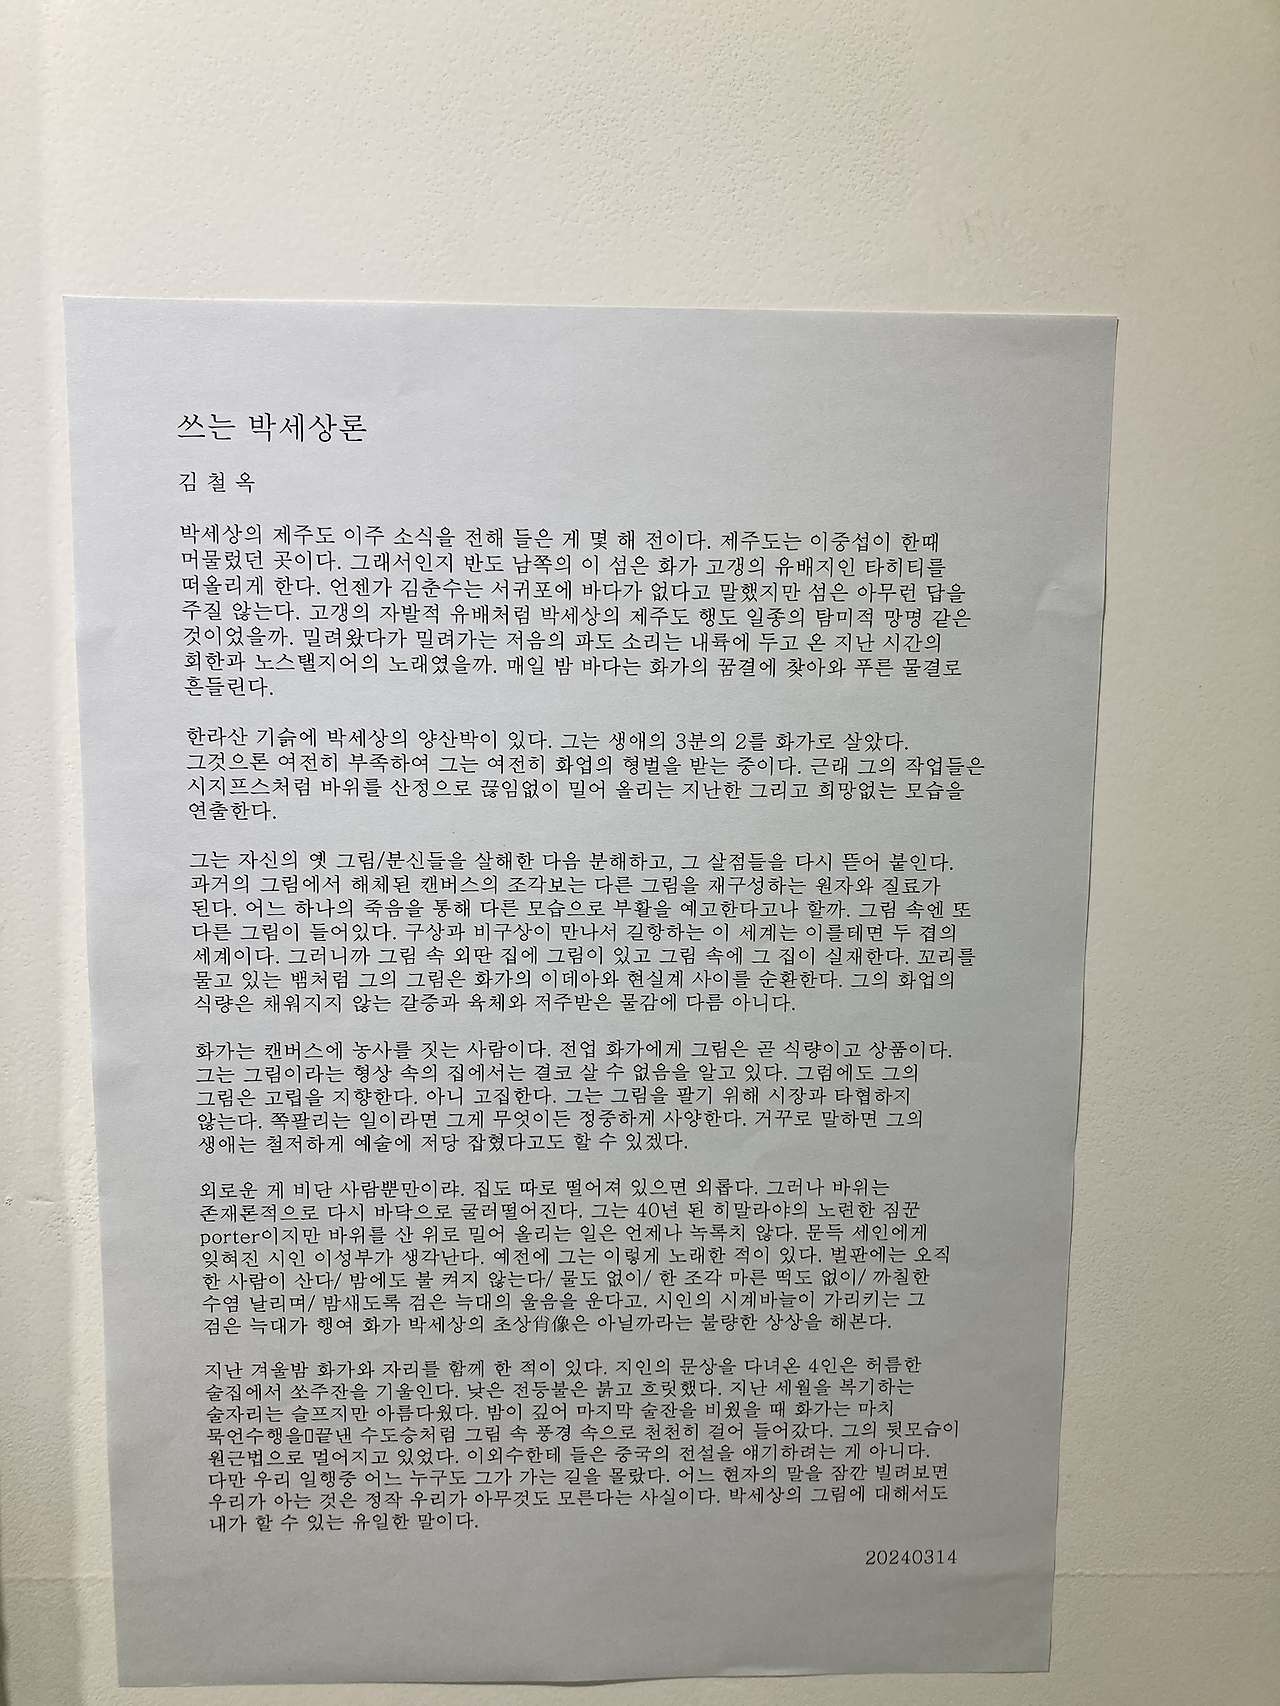 쓰는 박세상론
김 철 옥
박세상의 제주도 이주 소식을 전해 들은 게 몇 해 전이다. 제주도는 이중섭이 한때
머물렀던 곳이다. 그래서인지 반도 남쪽의 이 섬은 화가 고갱의 유배지인 타히티를
떠올리게 한다. 언젠가 김춘수는 서귀포에 바다가 없다고 말했지만 섬은 아무런 답을
주질 않는다. 고갱의 자발적 유배처럼 박세상의 제주도 행도 일종의 탐미적 망명 같은
것이었을까. 밀려왔다가 밀려가는 저음의 파도 소리는 내륙에 두고 온 지난 시간의
회한과 노스탤지어의 노래였을까. 매일 밤 바다는 화가의 꿈결에 찾아와 푸른 물결로
흔들린다.
한라산 기슭에 박세상의 양산박이 있다. 그는 생애의 3분의 2를 화가로 살았다.
그것으론 여전히 부족하여 그는 여전히 화업의 형벌을 받는 중이다. 근래 그의 작업들은
시지프스처럼 바위를 산정으로 끊임없이 밀어 올리는 지난한 그리고 희망없는 모습을
연출한다.
그는 자신의 옛 그림/분신들을 살해한 다음 분해하고, 그 살점들을 다시 뜯어 붙인다.
과거의 그림에서 해체된 캔버스의 조각보는 다른 그림을 재구성하는 원자와 질료가
된다. 어느 하나의 죽음을 통해 다른 모습으로 부활을 예고한다고나 할까. 그림 속엔 또
다른 그림이 들어있다. 구상과 비구상이 만나서 길항하는 이 세계는 이를테면 두 겹의
세계이다. 그러니까 그림 속 외딴 집에 그림이 있고 그림 속에 그 집이 실재한다. 꼬리를
물고 있는 뱀처럼 그의 그림은 화가의 이데아와 현실계 사이를 순환한다. 그의 화업의
식량은 채워지지 않는 갈증과 육체와 저주받은 물감에 다름 아니다.
화가는 캔버스에 농사를 짓는 사람이다. 전업 화가에게 그림은 곧 식량이고 상품이다.
그는 그림이라는 형상 속의 집에서는 결코 살 수 없음을 알고 있다. 그럼에도 그의
그림은 고립을 지향한다. 아니 고집한다. 그는 그림을 팔기 위해 시장과 타협하지
않는다. 쪽팔리는 일이라면 그게 무엇이든 정중하게 사양한다. 거꾸로 말하면 그의
생애는 철저하게 예술에 저당 잡혔다고도 할 수 있겠다.
외로운 게 비단 사람뿐만이랴. 집도 따로 떨어져 있으면 외롭다. 그러나 바위는
존재론적으로 다시 바닥으로 굴러떨어진다. 그는 40년 된 히말라야의 노련한 짐꾼
porter이지만 바위를 산 위로 밀어 올리는 일은 언제나 녹록치 않다. 문득 세인에게
잊혀진 시인 이성부가 생각난다. 예전에 그는 이렇게 노래한 적이 있다. 벌판에는 오직
한 사람이 산다/ 밤에도 불 켜지 않는다/ 물도 없이/ 한 조각 마른 떡도 없이/ 까칠한
수염 날리며/ 밤새도록 검은 늑대의 울음을 운다고. 시인의 시계바늘이 가리키는 그
검은 늑대가 행여 화가 박세상의 초상肖像은 아닐까라는 불량한 상상을 해본다.
지난 겨울밤 화가와 자리를 함께 한 적이 있다. 지인의 문상을 다녀온 4인은 허름한
술집에서 쏘주잔을 기울인다. 낮은 전등불은 붉고 흐릿했다. 지난 세월을 복기하는
술자리는 슬프지만 아름다웠다. 밤이 깊어 마지막 술잔을 비웠을 때 화가는 마치
묵언수행을▯끝낸 수도승처럼 그림 속 풍경 속으로 천천히 걸어 들어갔다. 그의 뒷모습이
원근법으로 멀어지고 있었다. 이외수한테 들은 중국의 전설을 얘기하려는 게 아니다.
다만 우리 일행중 어느 누구도 그가 가는 길을 몰랐다. 어느 현자의 말을 잠깐 빌려보면
우리가 아는 것은 정작 우리가 아무것도 모른다는 사실이다. 박세상의 그림에 대해서도
내가 할 수 있는 유일한 말이다.
20240314